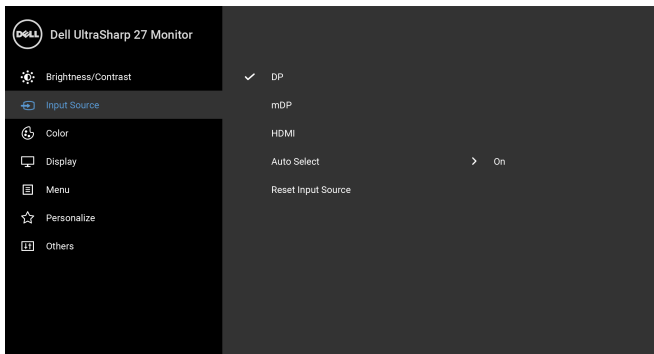 DELL
Dell UltraSharp 27 Monitor
Brightness/Contrast
Input Source
Color
Display
Menu
Personalize
Others
DP
mDP
HDMI
Auto Select On
Reset Input Source